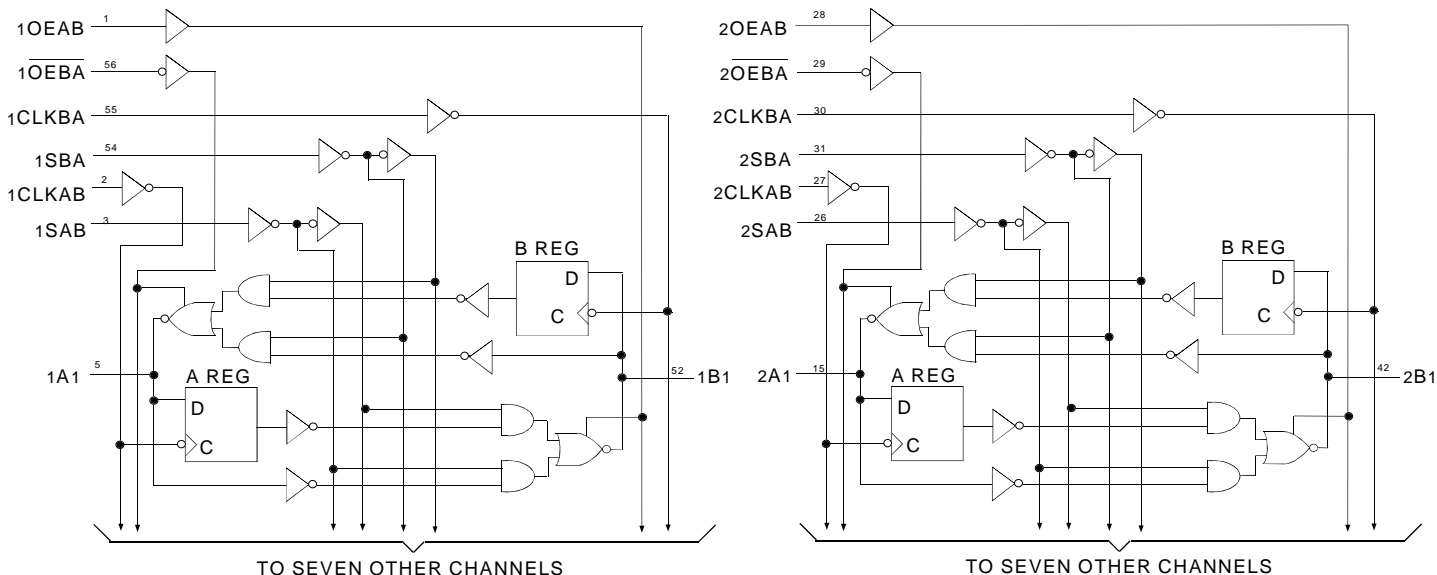 1OEAB 1
1OEBA 56
1CLKBA 55
1SBA 54
1CLKAB 2
1SAB 3
B REG
D
C
1A1 5
A REG
D
C
52 1B1
TO SEVEN OTHER CHANNELS
2OEAB 28
2OEBA 29
2CLKBA 30
2SBA 31
2CLKAB 27
2SAB 26
B REG
D
C
2A1 15
A REG
D
C
42 2B1
TO SEVEN OTHER CHANNELS